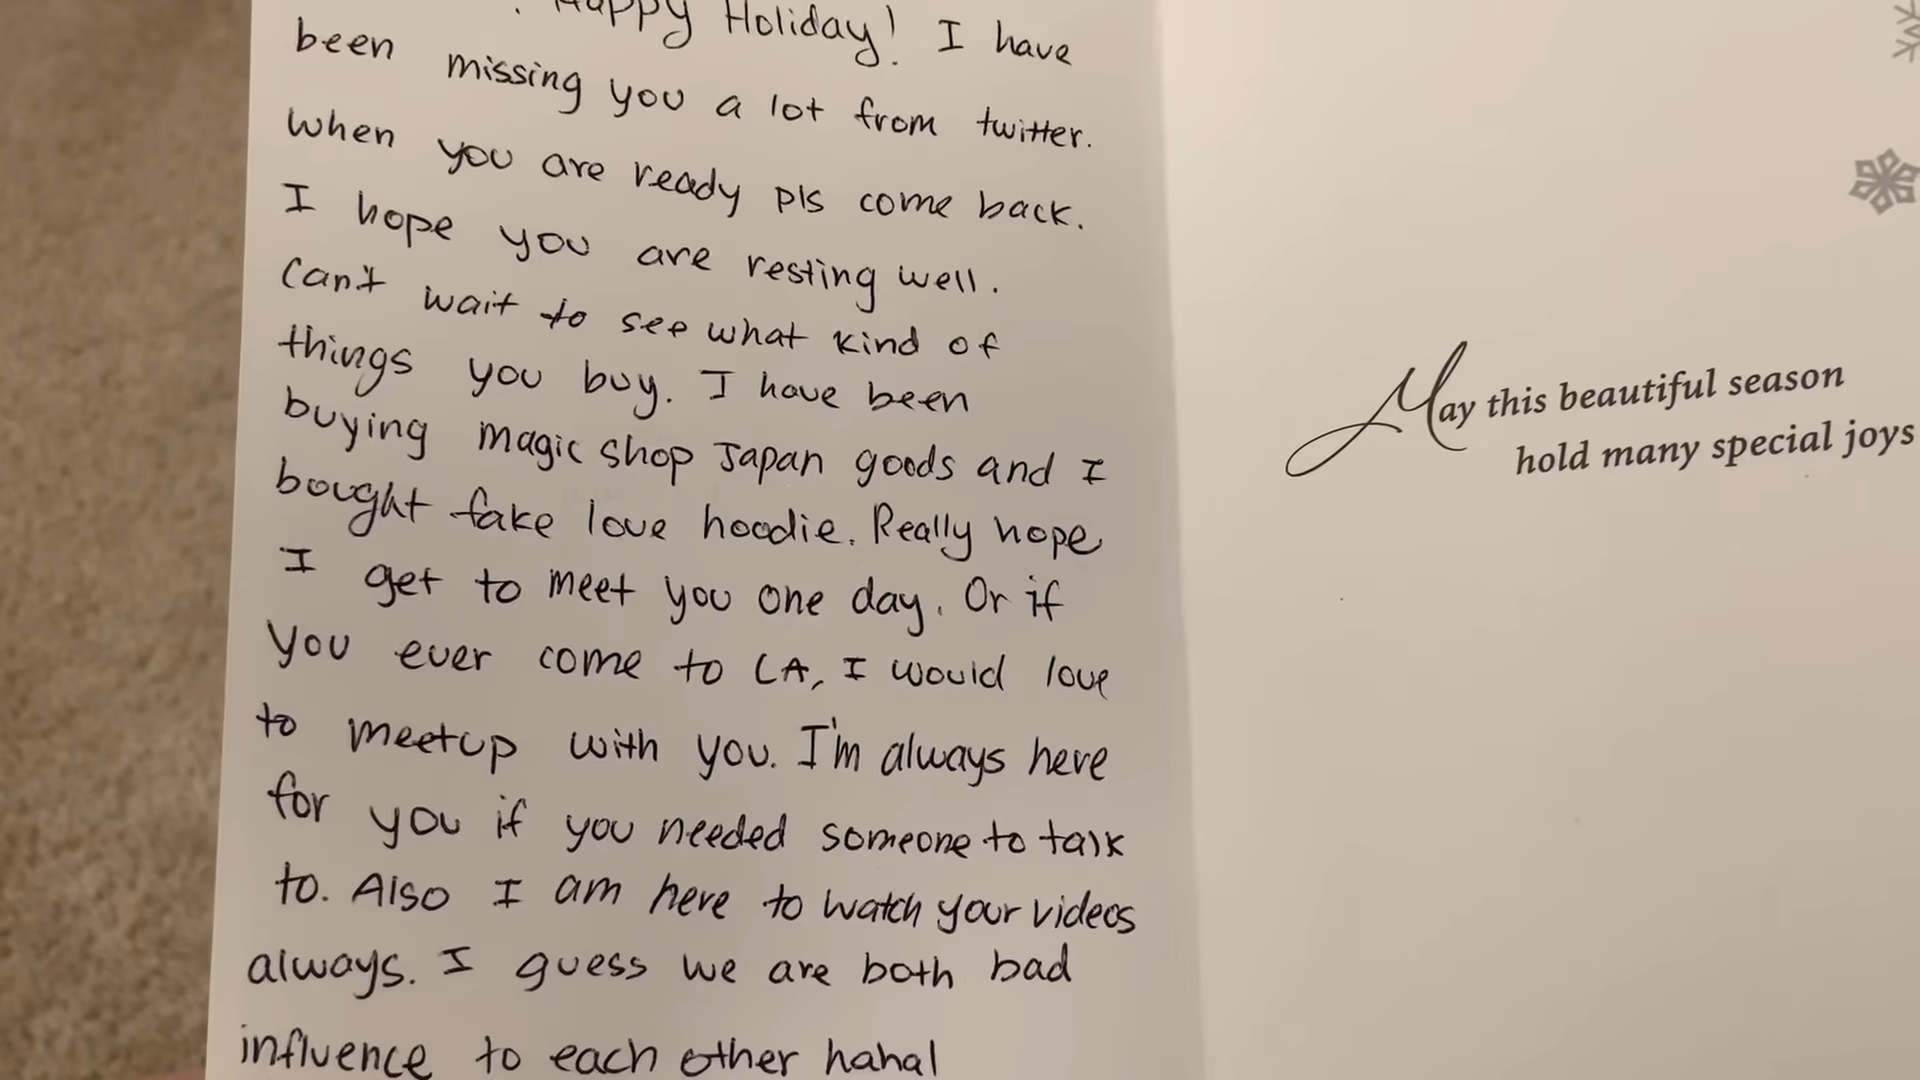 Happy Holiday! I have
been missing you a lot from twitter.
When you are ready pls come back.
I hope you are resting well.
Can't wait to see what kind of
things you buy. I have been
buying magic shop Japan goods and I
bought fake love hoodie. Really hope
I get to meet you one day. Or if
you ever come to LA, I would love
to meetup with you. I'm always here
for you if you needed someone to talk
to. Also I am here to watch your videos
always. I guess we are both bad
influence to each other haha!
May this beautiful season
hold many special joys